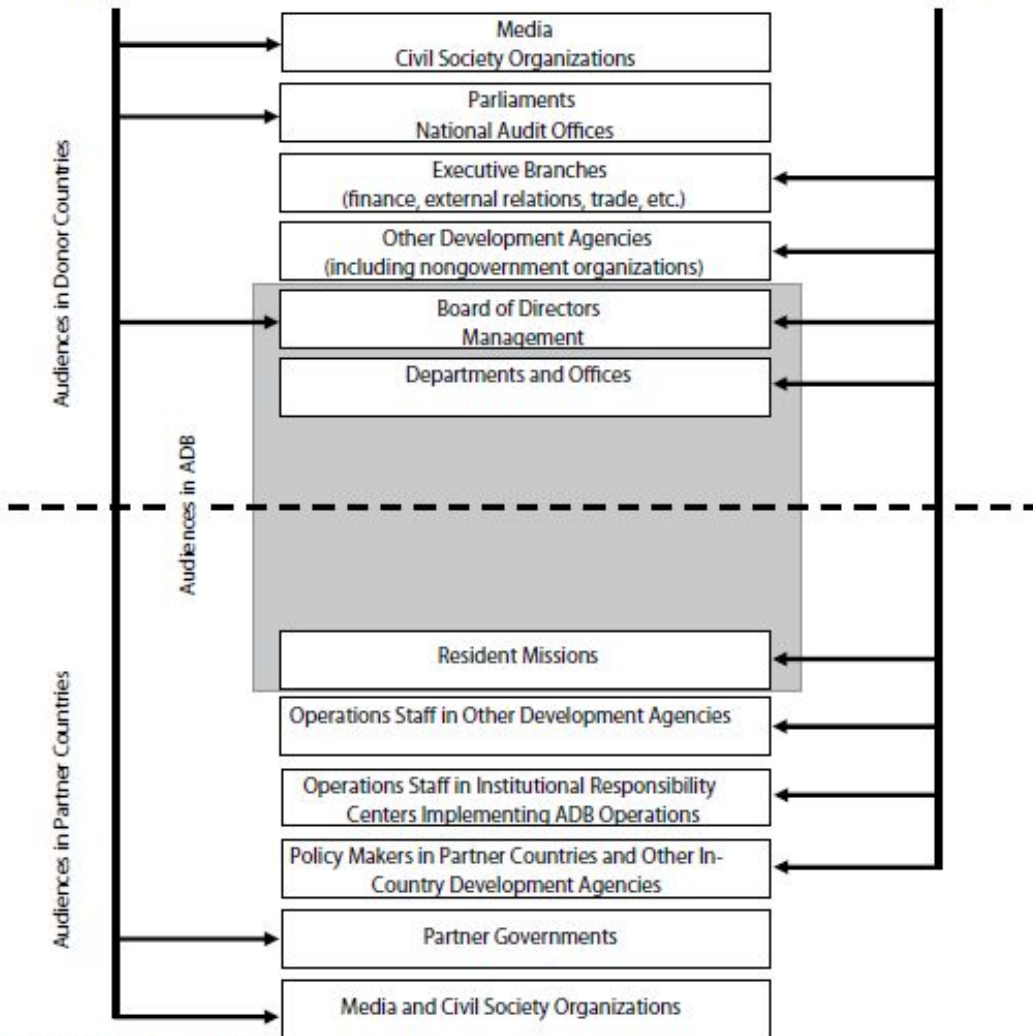 Media
Civil Society Organizations
Parliaments
National Audit Offices
Executive Branches
(finance, external relations, trade, etc.)
Other Development Agencies
(including nongovernment organizations)
Board of Directors
Management
Departments and Offices
Audiences in Donor Countries
Audiences in ADB
Resident Missions
Operations Staff in Other Development Agencies
Operations Staff in Institutional Responsibility
Centers Implementing ADB Operations
Policy Makers in Partner Countries and Other In-
Country Development Agencies
Partner Governments
Media and Civil Society Organizations
Audiences in Partner Countries